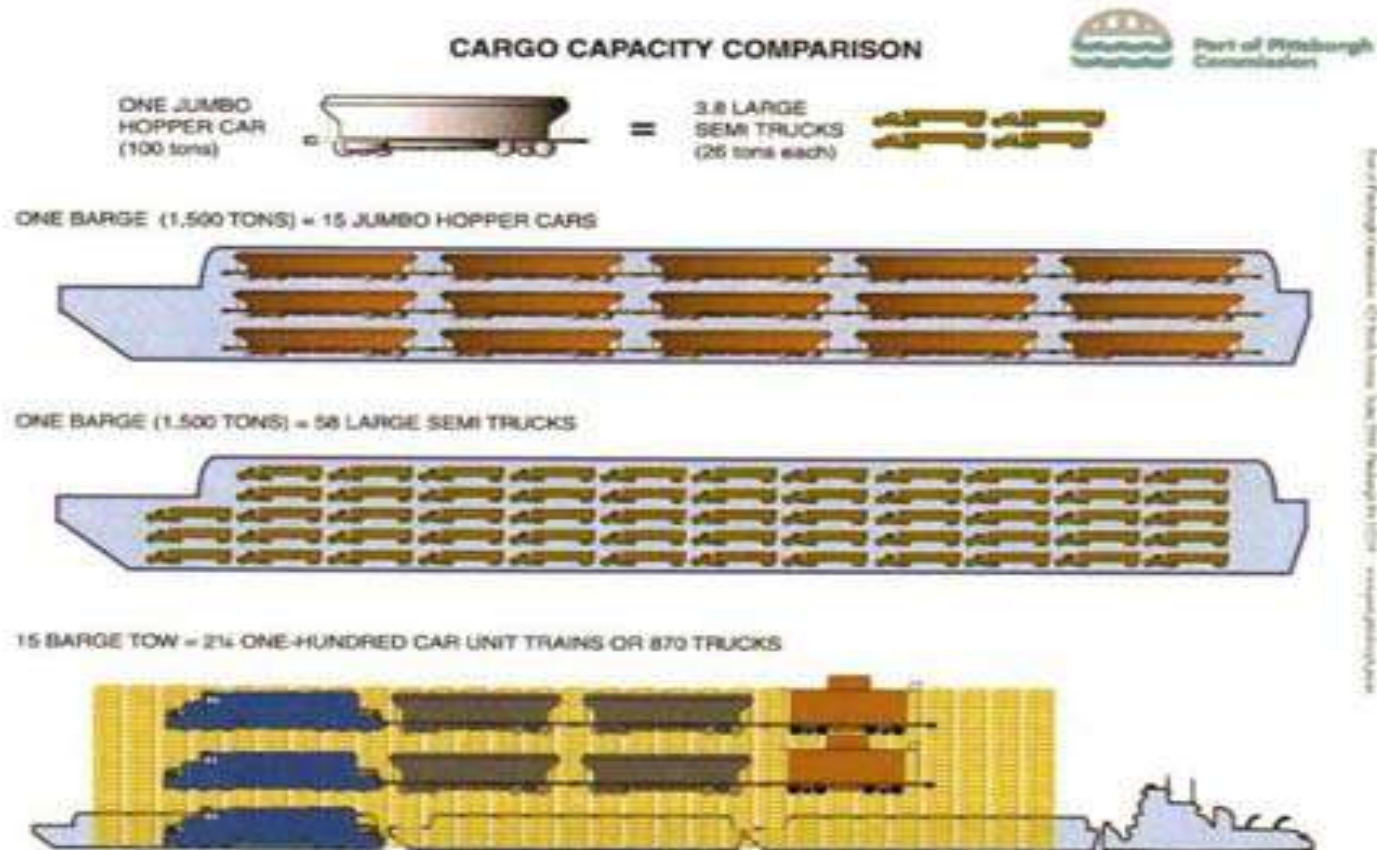 CARGO CAPACITY COMPARISON
Port of Pittsburgh
Commission
ONE JUMBO
HOPPER CAR
(100 tons)
=
3.8 LARGE
SEMI TRUCKS
(26 tons each)
ONE BARGE (1,500 TONS) = 15 JUMBO HOPPER CARS
ONE BARGE (1,500 TONS) = 58 LARGE SEMI TRUCKS
15 BARGE TOW = 2¼ ONE-HUNDRED CAR UNIT TRAINS OR 870 TRUCKS